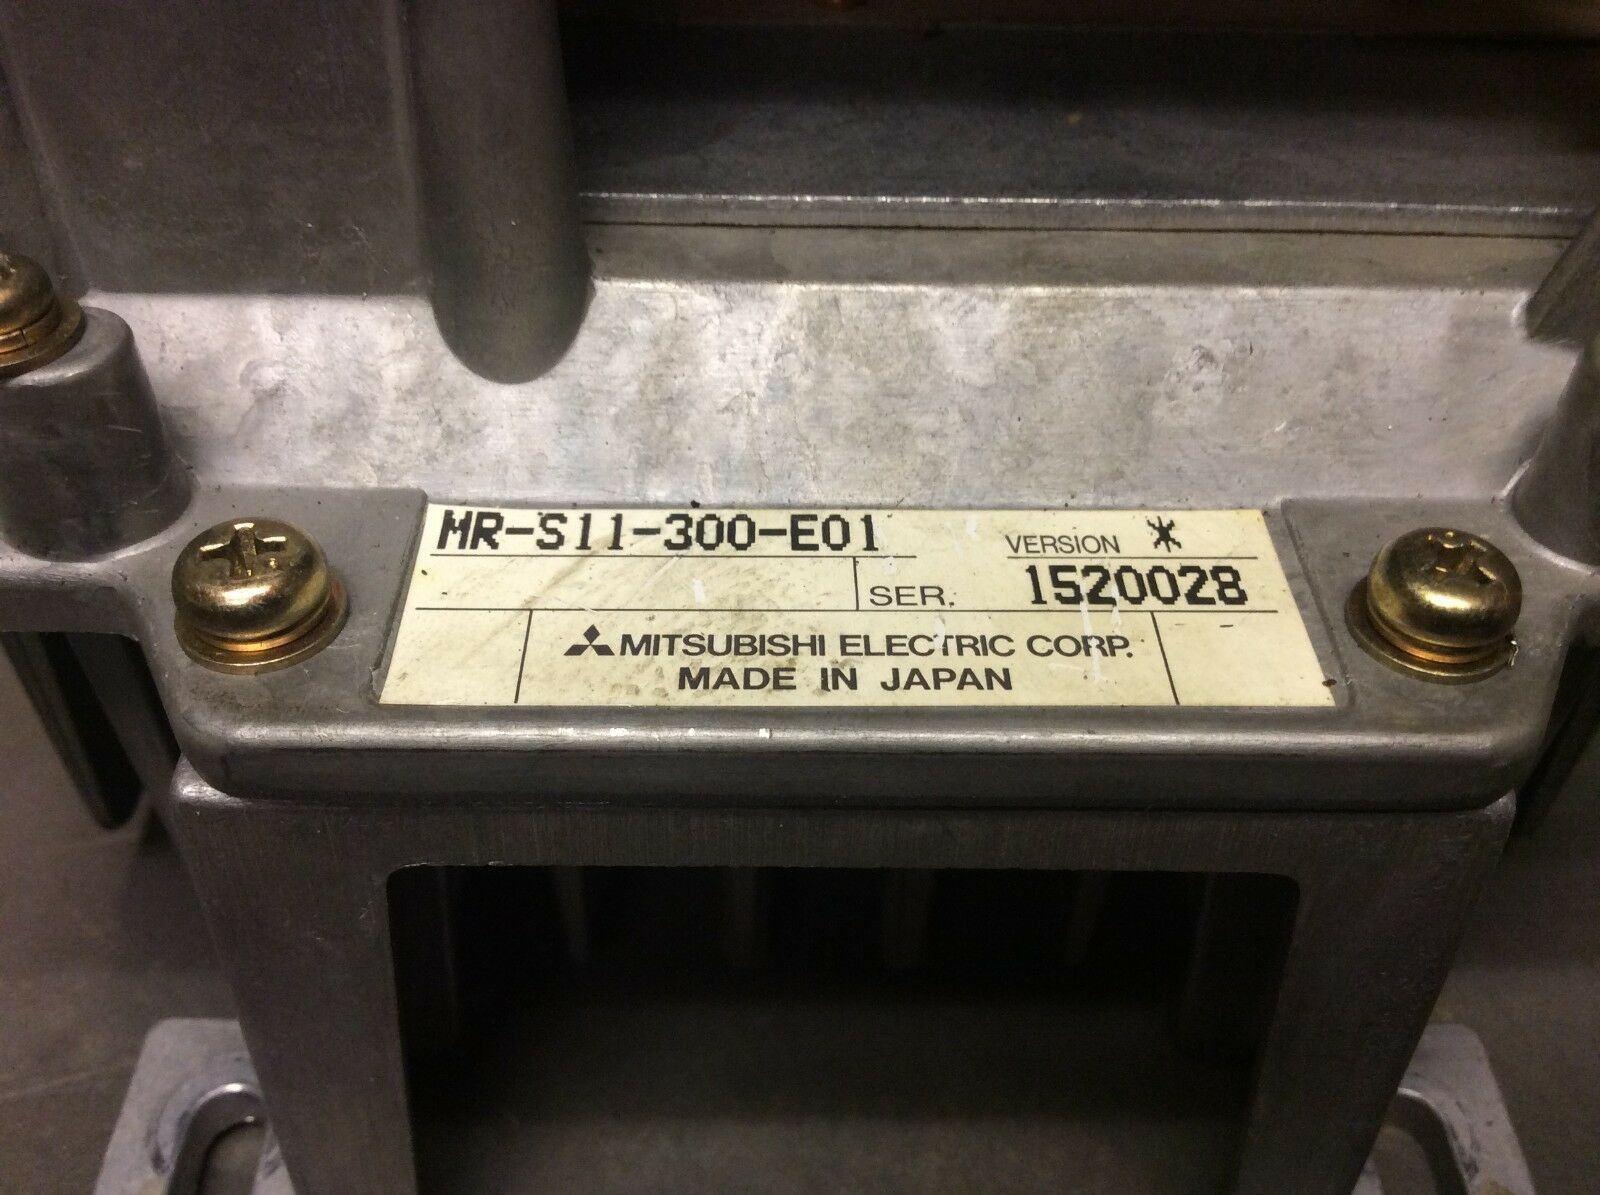 MR-S11-300-E01
VERSION *
SER. 1520028
MITSUBISHI ELECTRIC CORP.
MADE IN JAPAN